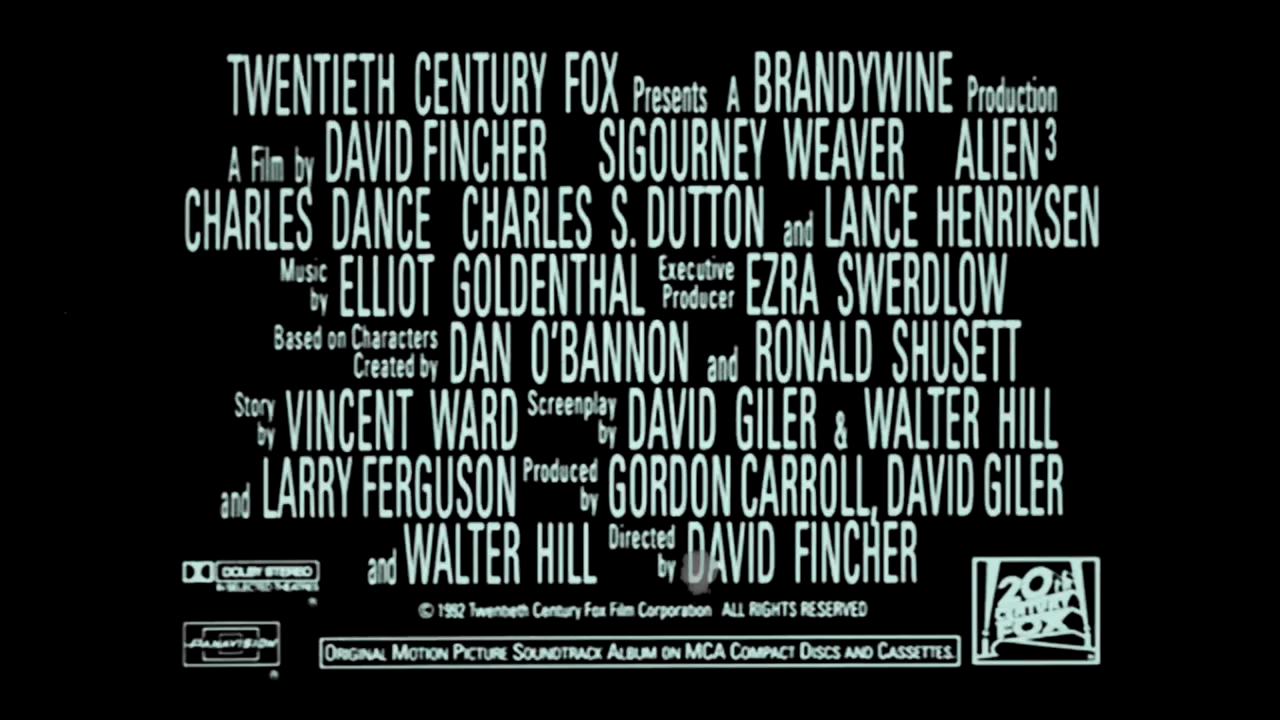 TWENTIETH CENTURY FOX Presents A BRANDYWINE Production
A Film by DAVID FINCHER SIGOURNEY WEAVER ALIEN³
CHARLES DANCE CHARLES S. DUTTON and LANCE HENRIKSEN
Music by ELLIOT GOLDENTHAL Executive Producer EZRA SWERDLOW
Based on Characters Created by DAN O'BANNON and RONALD SHUSETT
Story by VINCENT WARD Screenplay by DAVID GILER & WALTER HILL
and LARRY FERGUSON Produced by GORDON CARROLL, DAVID GILER
and WALTER HILL Directed by DAVID FINCHER
DOLBY STEREO
IN SELECTED THEATRES
© 1992 Twentieth Century Fox Film Corporation ALL RIGHTS RESERVED
PANAVISION
ORIGINAL MOTION PICTURE SOUNDTRACK ALBUM ON MCA COMPACT DISCS AND CASSETTES.
20TH
CENTURY
FOX